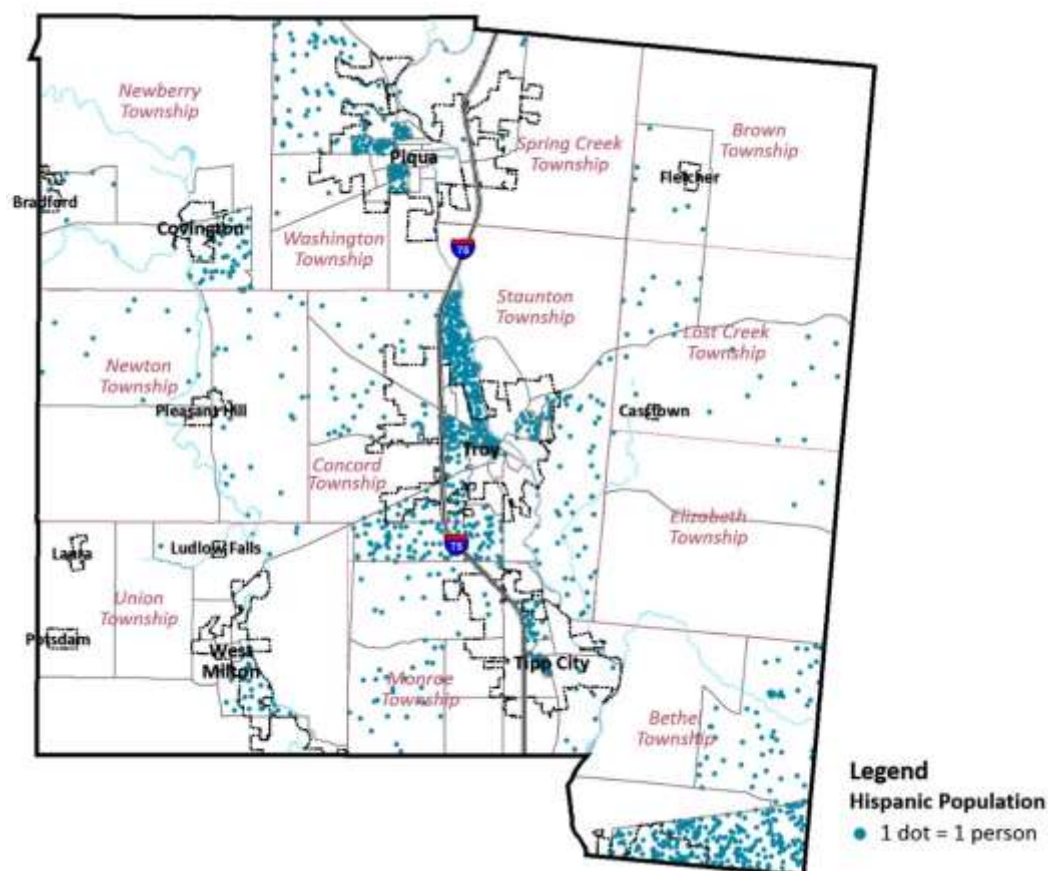 Newberry
Township
Brown
Township
Spring Creek
Township
Piqua
Fletcher
Bradford
Covington
Washington
Township
Staunton
Township
Lost Creek
Township
Newton
Township
Pleasant Hill
Casstown
Troy
Concord
Township
Elizabeth
Township
75
Laura
Ludlow Falls
Union
Township
Potsdam
West
Milton
Tipp City
Monroe
Township
Bethe
Township
Legend
Hispanic Population
1 dot = 1 person